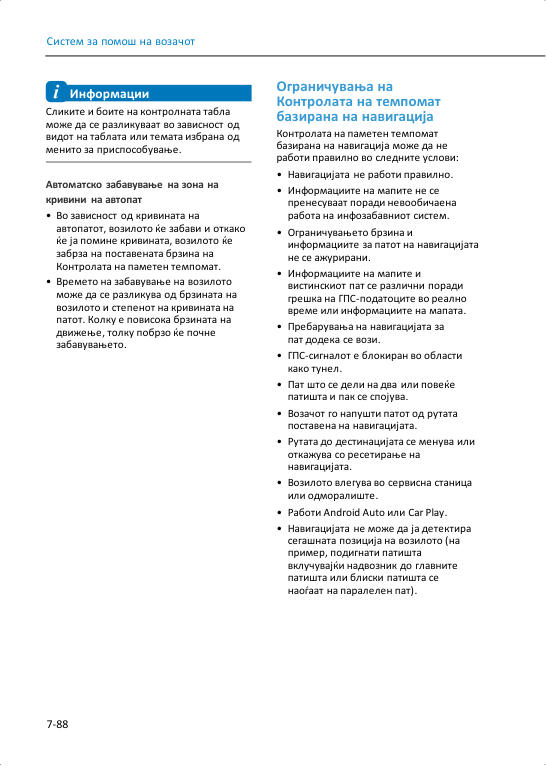 Систем за помош на возачот
i Информации
Сликите и боите на контролната табла
може да се разликуваат во зависност од
видот на таблата или темата избрана од
менито за приспособување.
Автоматско забавување на зона на
кривини на автопат
• Во зависност од кривината на
автопатот, возилото ќе забави и откако
ќе ја помине кривината, возилото ќе
забрза на поставената брзина на
Контролата на паметен темпомат.
• Времето на забавување на возилото
може да се разликува од брзината на
возилото и степенот на кривината на
патот. Колку е повисока брзината на
движење, толку побрзо ќе почне
забавувањето.
Ограничувања на
Контролата на темпомат
базирана на навигација
Контролата на паметен темпомат
базирана на навигација може да не
работи правилно во следните услови:
• Навигацијата не работи правилно.
• Информациите на мапите не се
пренесуваат поради невообичаена
работа на инфозабавниот систем.
• Ограничувањето брзина и
информациите за патот на навигацијата
не се ажурирани.
• Информациите на мапите и
вистинскиот пат се различни поради
грешка на ГПС-податоците во реално
време или информациите на мапата.
• Пребарувања на навигацијата за
пат додека се вози.
• ГПС-сигналот е блокиран во области
како тунел.
• Пат што се дели на два или повеќе
патишта и пак се спојува.
• Возачот го напушти патот од рутата
поставена на навигацијата.
• Рутата до дестинацијата се менува или
откажува со ресетирање на
навигацијата.
• Возилото влегува во сервисна станица
или одморалиште.
• Работи Android Auto или Car Play.
• Навигацијата не може да ја детектира
сегашната позиција на возилото (на
пример, подигнати патишта
вклучувајќи надвозник до главните
патишта или блиски патишта се
наоѓаат на паралелен пат).
7-88